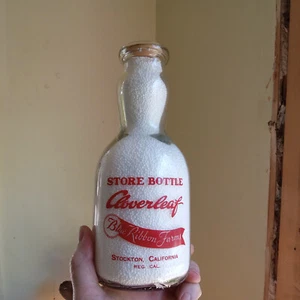 STORE BOTTLE
Cloverleaf
Blue Ribbon Farms
STOCKTON, CALIFORNIA
REG. CAL.